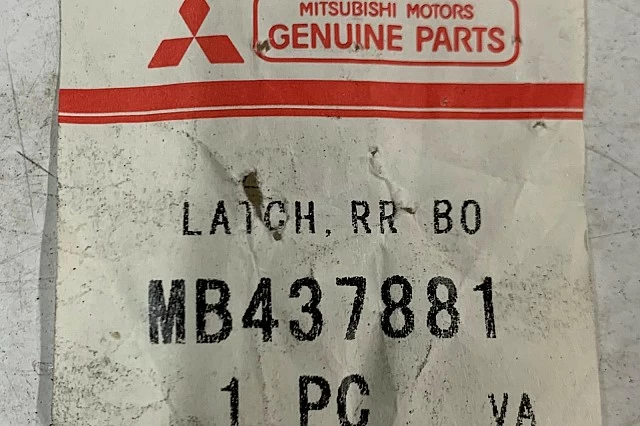 MITSUBISHI MOTORS
GENUINE PARTS
LATCH, RR BO
MB437881
1 PC VA